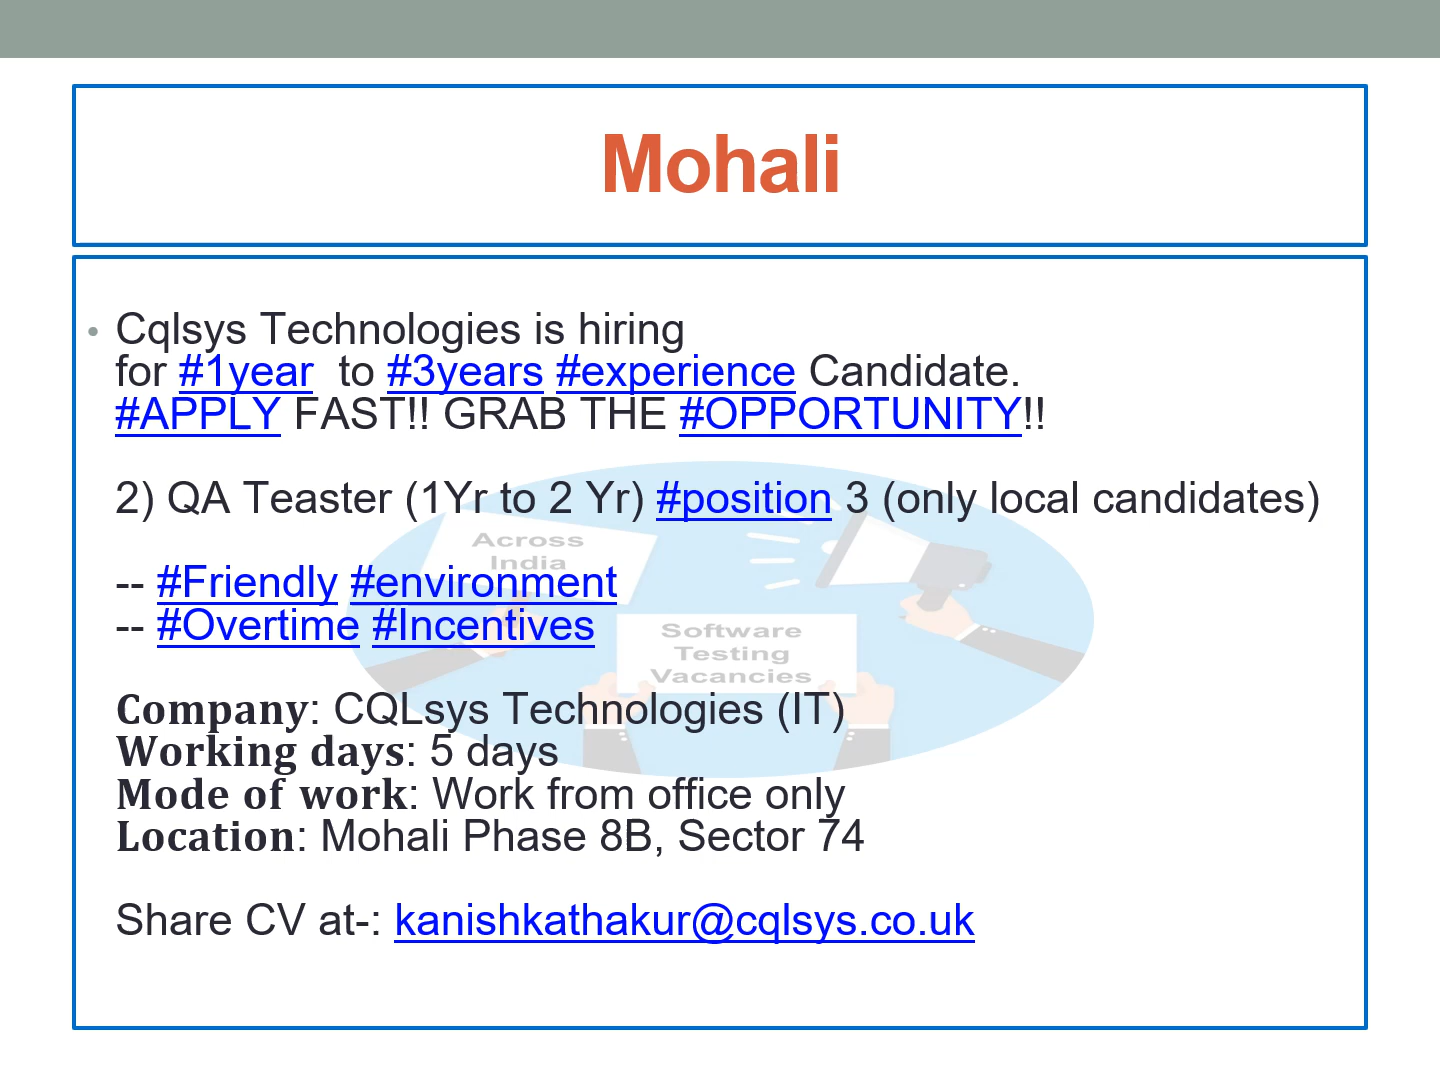 Mohali
• Cqlsys Technologies is hiring
for #1year  to #3years #experience Candidate.
#APPLY FAST!! GRAB THE #OPPORTUNITY!!
2) QA Teaster (1Yr to 2 Yr) #position 3 (only local candidates)
Across
India
-- #Friendly #environment
-- #Overtime #Incentives
Software
Testing
Vacancies
Company: CQLsys Technologies (IT)
Working days: 5 days
Mode of work: Work from office only
Location: Mohali Phase 8B, Sector 74
Share CV at-: kanishkathakur@cqlsys.co.uk